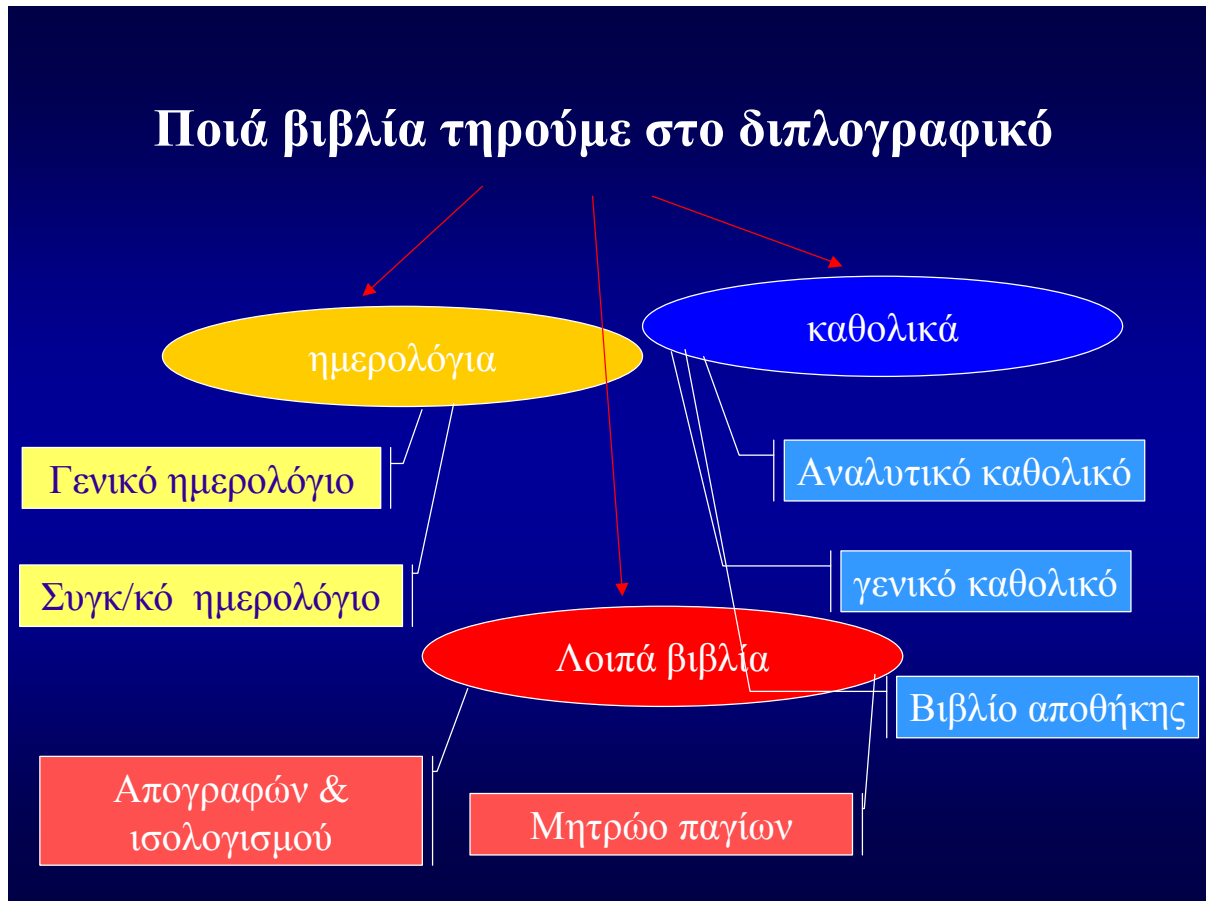 Ποιά βιβλία τηρούμε στο διπλογραφικό
ημερολόγια
καθολικά
Γενικό ημερολόγιο
Συγκ/κό ημερολόγιο
Αναλυτικό καθολικό
γενικό καθολικό
Βιβλίο αποθήκης
Λοιπά βιβλία
Απογραφών &
ισολογισμού
Μητρώο παγίων